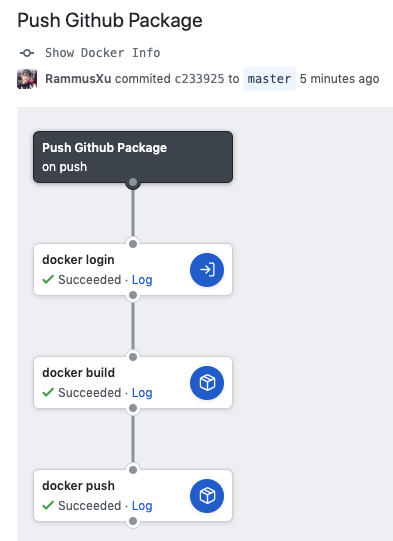 Push Github Package
Show Docker Info
RammusXu commited c233925 to master 5 minutes ago
Push Github Package
on push
docker login
Succeeded · Log
docker build
Succeeded · Log
docker push
Succeeded · Log